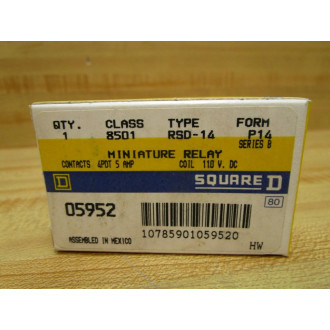 QTY. CLASS TYPE FORM
1 8501 RSD-14 P14
SERIES B
MINIATURE RELAY
CONTACTS 4PDT 5 AMP COIL 110 V. DC
D SQUARE D
05952
80
ASSEMBLED IN MEXICO
10785901059520
HW